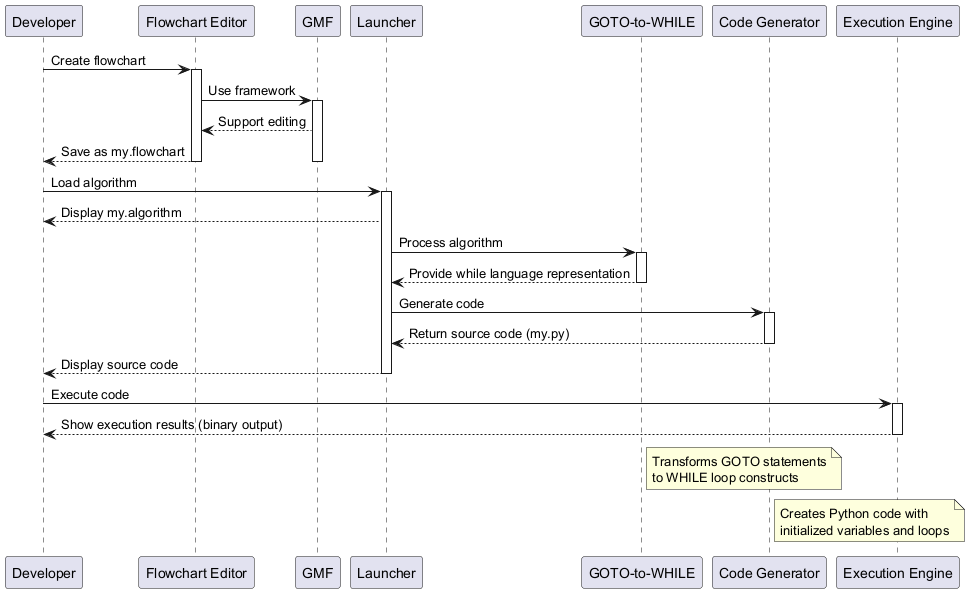 Developer
Flowchart Editor
GMF
Launcher
GOTO-to-WHILE
Code Generator
Execution Engine
Create flowchart
Use framework
Support editing
Save as my.flowchart
Load algorithm
Display my.algorithm
Process algorithm
Provide while language representation
Generate code
Return source code (my.py)
Display source code
Execute code
Show execution results (binary output)
Transforms GOTO statements
to WHILE loop constructs
Creates Python code with
initialized variables and loops
Developer
Flowchart Editor
GMF
Launcher
GOTO-to-WHILE
Code Generator
Execution Engine